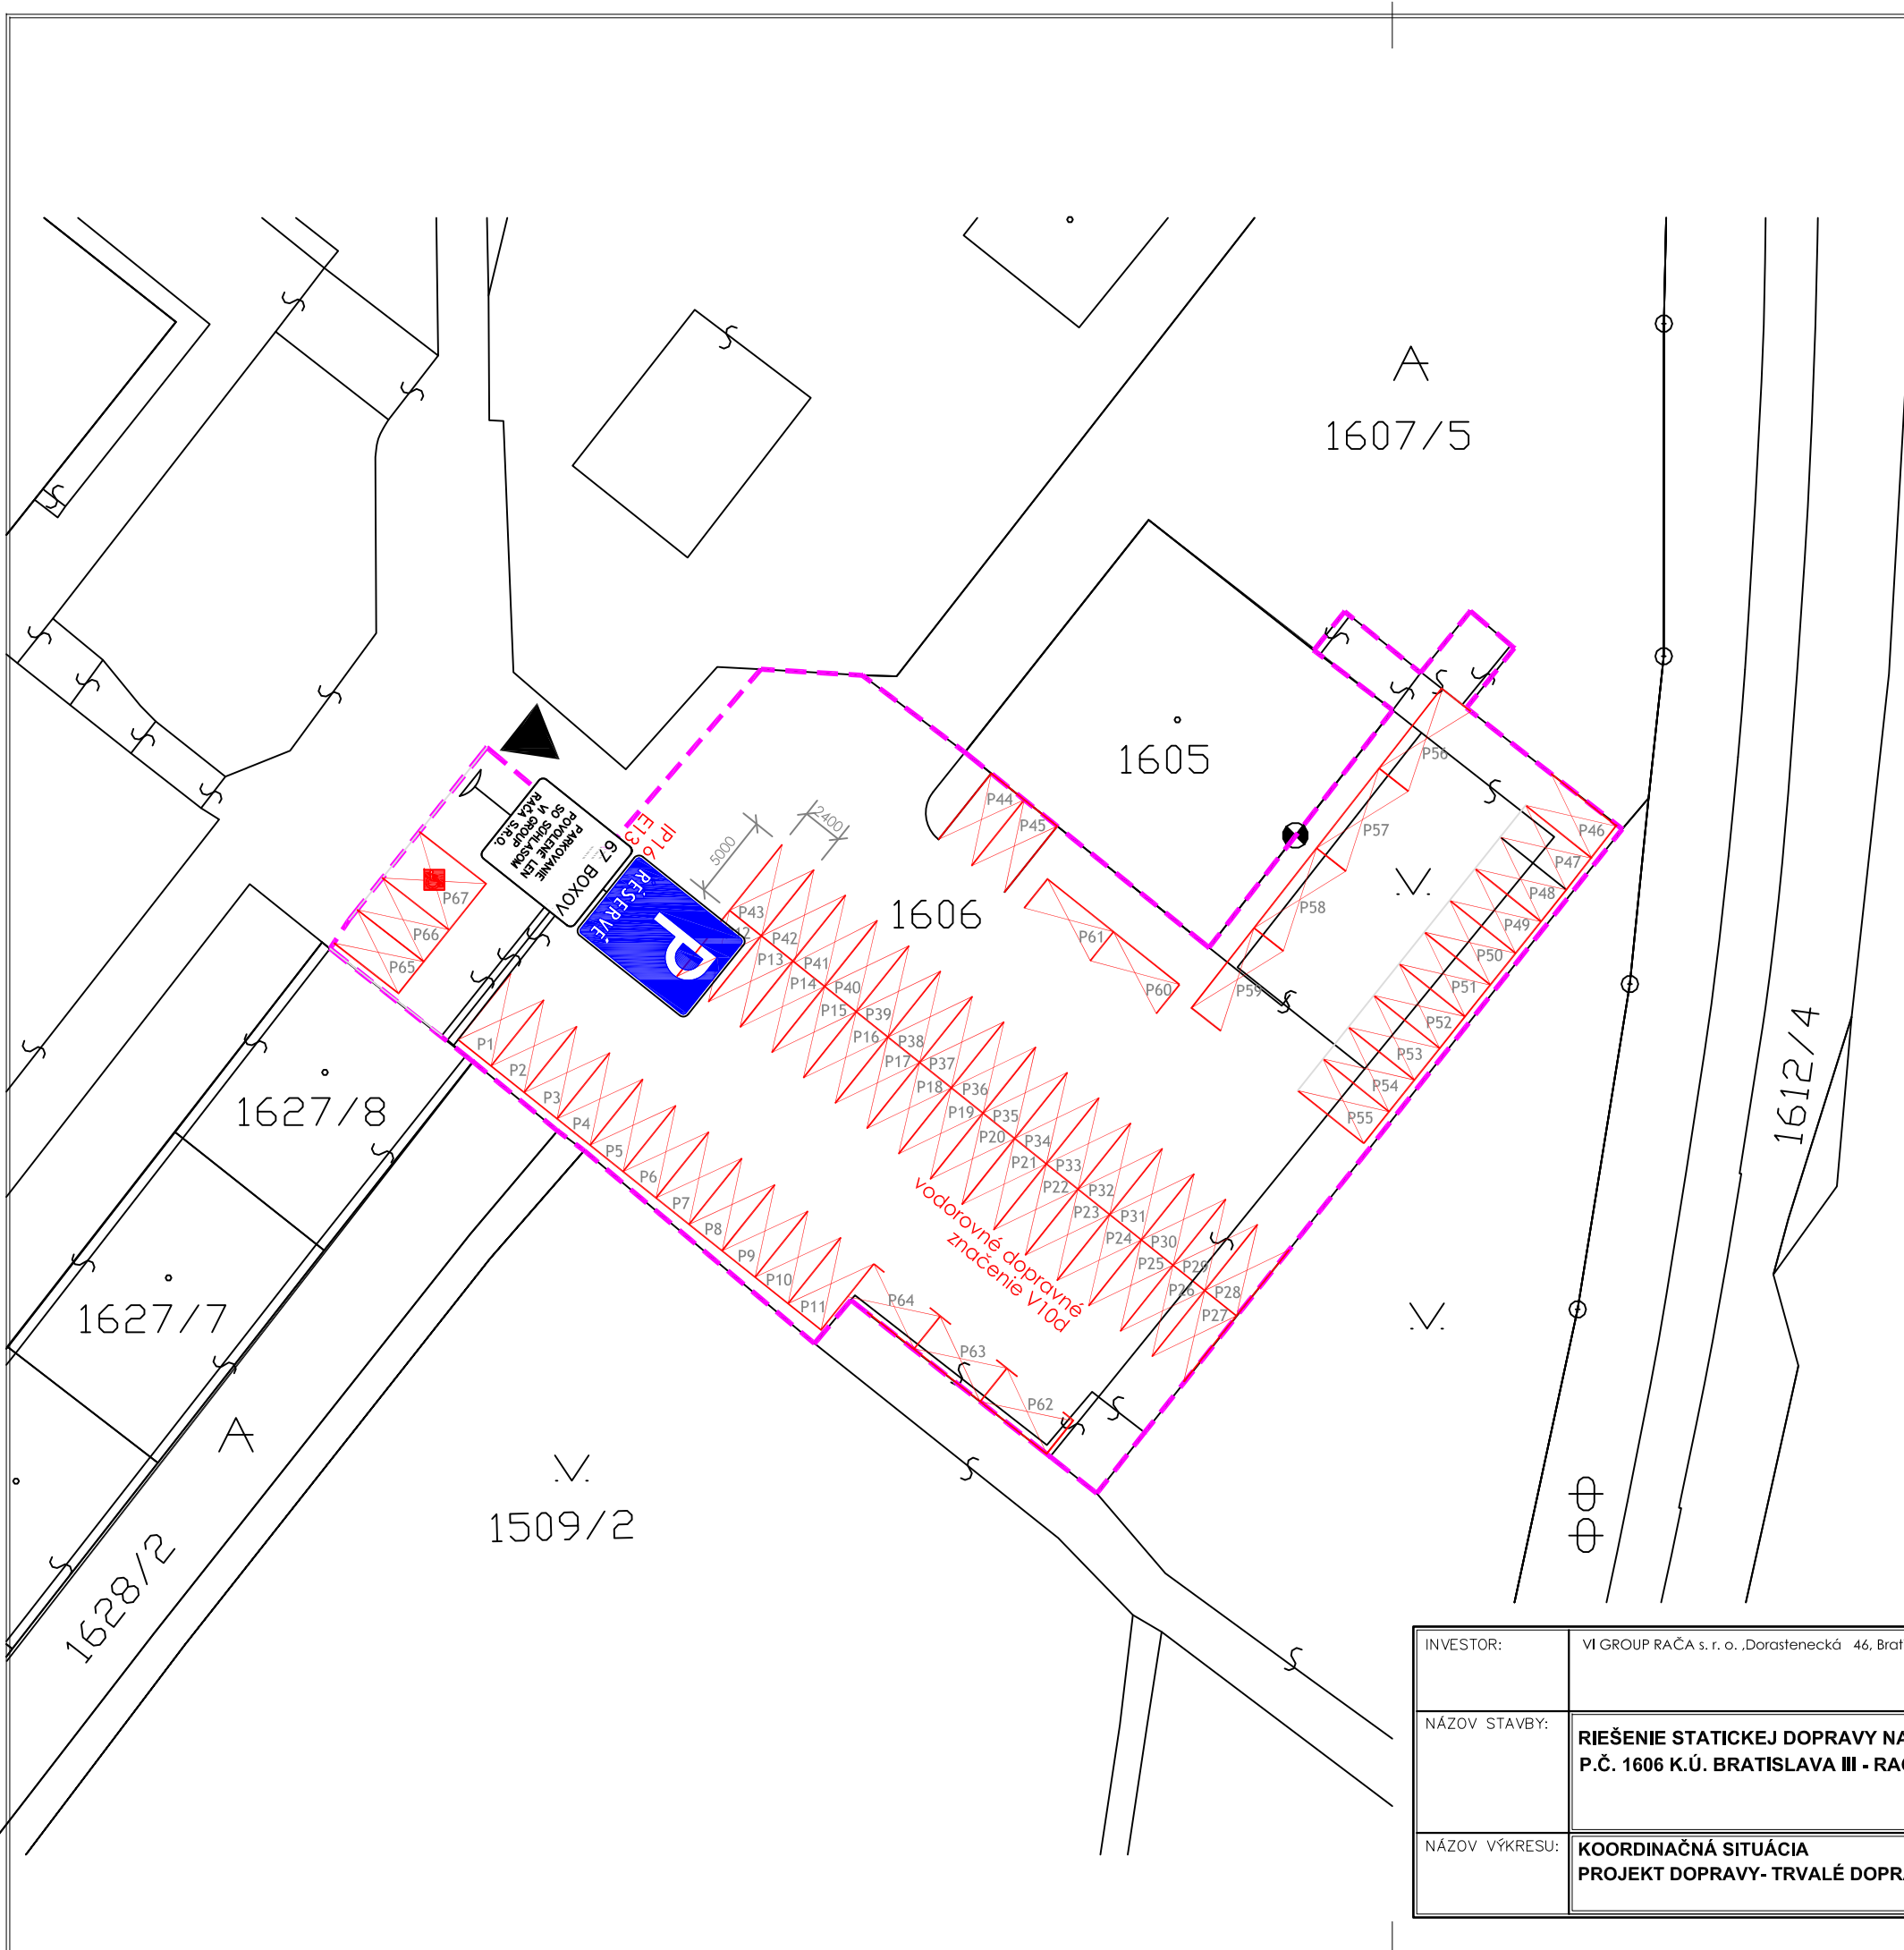 A
1607/5
1605
1606
1627/8
1627/7
A
1628/2
1509/2
1612/4
IP16
E13
67 BOXOV
PARKOVANIE
POVOLENÉ LEN
SO SÚHLASOM
VI GROUP
RAČA S.R.O.
RÉSERVÉ
P
5000
2400
vodorovné dopravné
značenie V10d
P1
P2
P3
P4
P5
P6
P7
P8
P9
P10
P11
P13
P14
P15
P16
P17
P18
P19
P20
P21
P22
P23
P24
P25
P26
P27
P28
P29
P30
P31
P32
P33
P34
P35
P36
P37
P38
P39
P40
P41
P42
P43
P44
P45
P46
P47
P48
P49
P50
P51
P52
P53
P54
P55
P56
P57
P58
P59
P60
P61
P62
P63
P64
P65
P66
P67
INVESTOR:
VI GROUP RAČA s. r. o. ,Dorastenecká 46, Brat
NÁZOV STAVBY:
RIEŠENIE STATICKEJ DOPRAVY NA
P.Č. 1606 K.Ú. BRATISLAVA III - RAČ
NÁZOV VÝKRESU:
KOORDINAČNÁ SITUÁCIA
PROJEKT DOPRAVY- TRVALÉ DOPRA